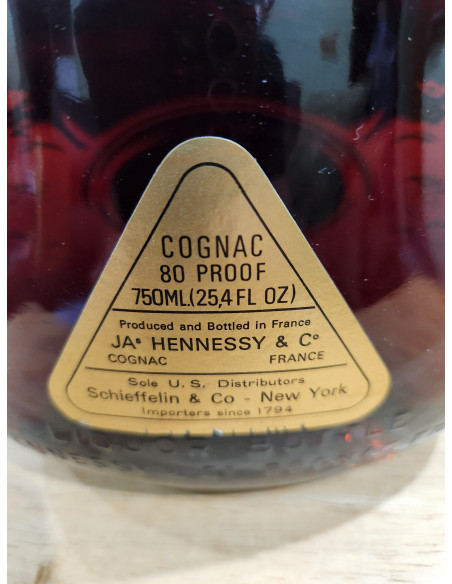 COGNAC
80 PROOF
750ML.(25,4 FL OZ)
Produced and Bottled in France
JAˢ HENNESSY & Cº
COGNAC FRANCE
Sole U.S. Distributors
Schieffelin & Co - New York
Importers since 1794